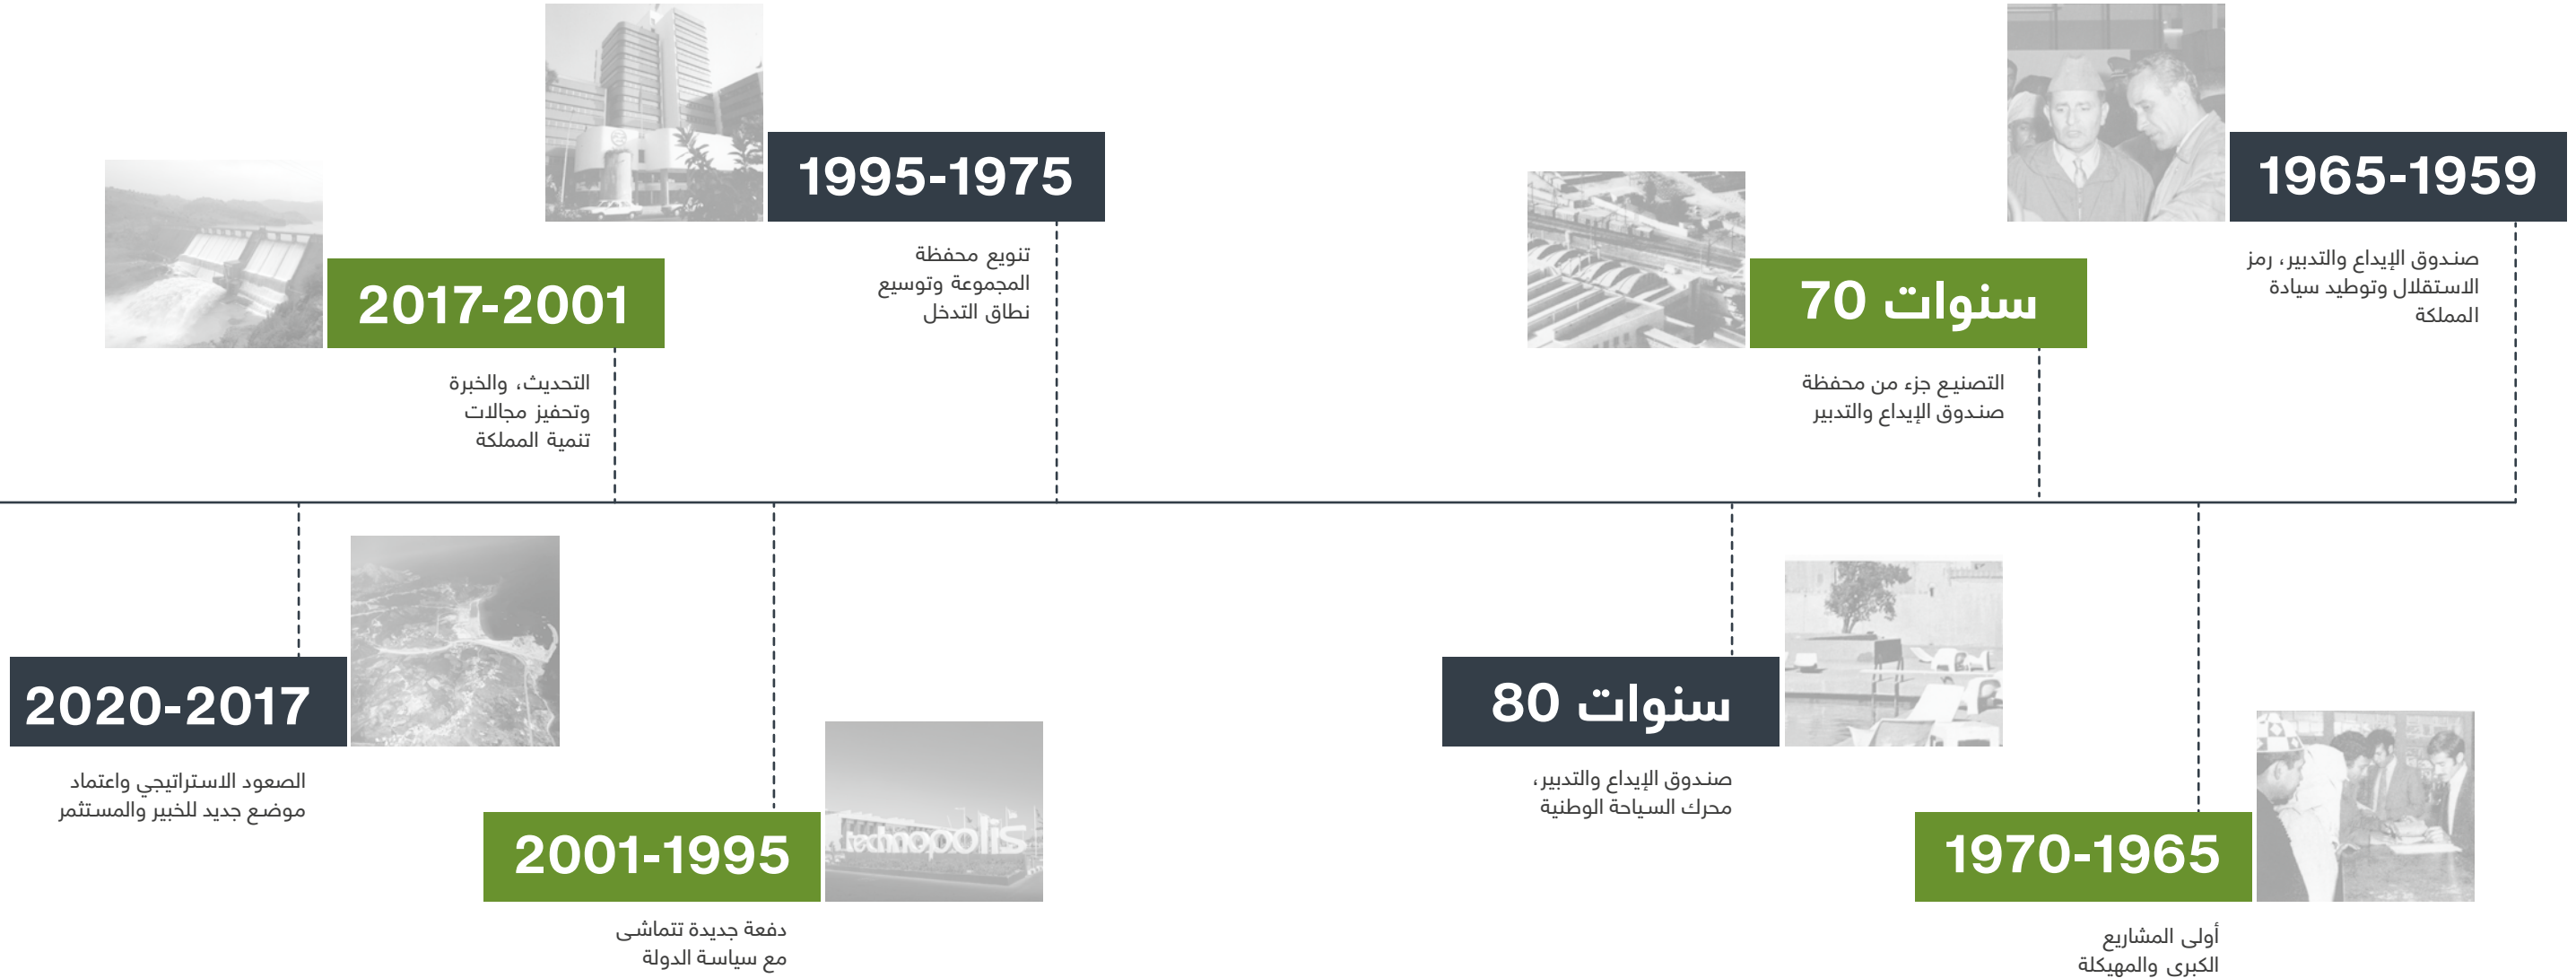 1965-1959
صندوق الإيداع والتدبير، رمز
الاستقلال وتوطيد سيادة
المملكة
1970-1965
أولى المشاريع
الكبرى والمهيكلة
سنوات 70
التصنيع جزء من محفظة
صندوق الإيداع والتدبير
سنوات 80
صندوق الإيداع والتدبير،
محرك السياحة الوطنية
1995-1975
تنويع محفظة
المجموعة وتوسيع
نطاق التدخل
2001-1995
دفعة جديدة تتماشى
مع سياسة الدولة
technopolis
2017-2001
التحديث، والخبرة
وتحفيز مجالات
تنمية المملكة
2020-2017
الصعود الاستراتيجي واعتماد
موضع جديد للخبير والمستثمر